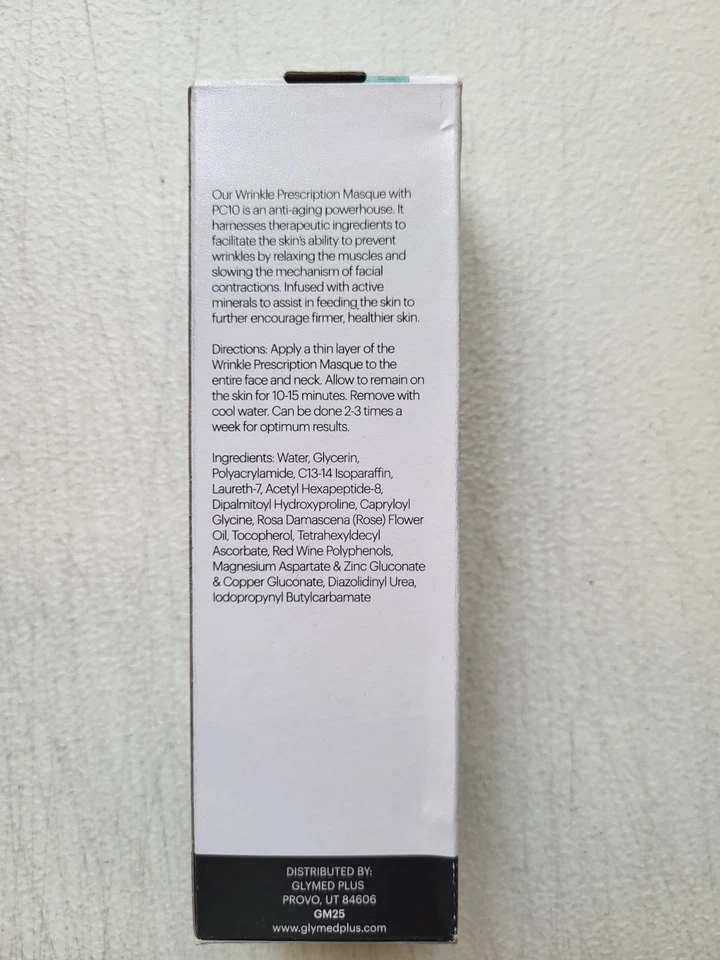 Our Wrinkle Prescription Masque with
PC10 is an anti-aging powerhouse. It
harnesses therapeutic ingredients to
facilitate the skin's ability to prevent
wrinkles by relaxing the muscles and
slowing the mechanism of facial
contractions. Infused with active
minerals to assist in feeding the skin to
further encourage firmer, healthier skin.
Directions: Apply a thin layer of the
Wrinkle Prescription Masque to the
entire face and neck. Allow to remain on
the skin for 10-15 minutes. Remove with
cool water. Can be done 2-3 times a
week for optimum results.
Ingredients: Water, Glycerin,
Polyacrylamide, C13-14 Isoparaffin,
Laureth-7, Acetyl Hexapeptide-8,
Dipalmitoyl Hydroxyproline, Capryloyl
Glycine, Rosa Damascena (Rose) Flower
Oil, Tocopherol, Tetrahexyldecyl
Ascorbate, Red Wine Polyphenols,
Magnesium Aspartate & Zinc Gluconate
& Copper Gluconate, Diazolidinyl Urea,
Iodopropynyl Butylcarbamate
DISTRIBUTED BY:
GLYMED PLUS
PROVO, UT 84606
GM25
www.glymedplus.com